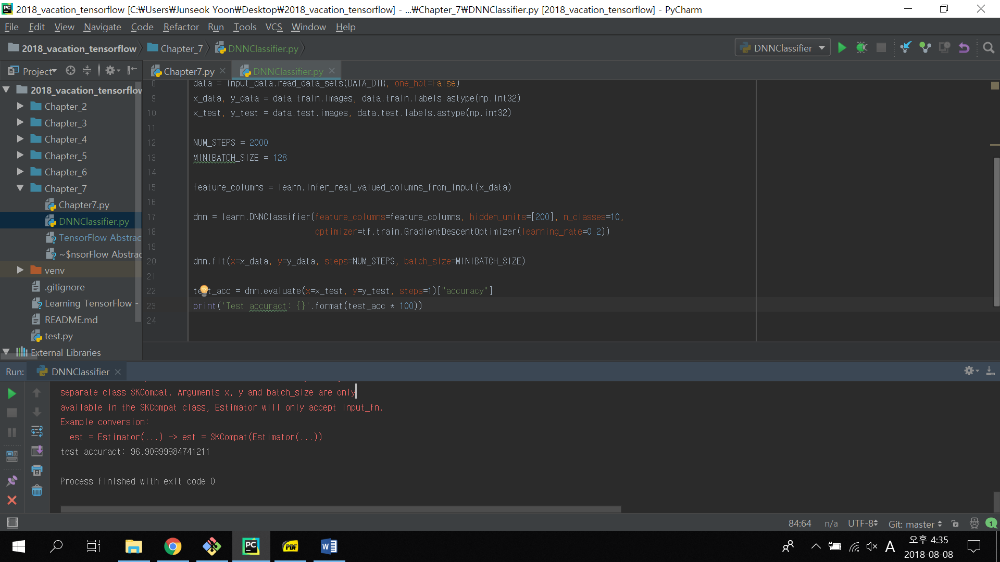 2018_vacation_tensorflow [C:₩Users₩Junseok Yoon₩Desktop₩2018_vacation_tensorflow] - ...₩Chapter_7₩DNNClassifier.py [2018_vacation_tensorflow] - PyCharm
File Edit View Navigate Code Refactor Run Tools VCS Window Help
2018_vacation_tensorflow Chapter_7 DNNClassifier.py DNNClassifier
Project Chapter7.py DNNClassifier.py
2018_vacation_tensorflow
Chapter_2
Chapter_3
Chapter_4
Chapter_5
Chapter_6
Chapter_7
Chapter7.py
DNNClassifier.py
TensorFlow Abstrac
~$nsorFlow Abstrac
venv
.gitignore
Learning TensorFlow -
README.md
test.py
External Libraries
8 data = input_data.read_data_sets(DATA_DIR, one_hot=False)
9 x_data, y_data = data.train.images, data.train.labels.astype(np.int32)
10 x_test, y_test = data.test.images, data.test.labels.astype(np.int32)
11
12 NUM_STEPS = 2000
13 MINIBATCH_SIZE = 128
14
15 feature_columns = learn.infer_real_valued_columns_from_input(x_data)
16
17 dnn = learn.DNNClassifier(feature_columns=feature_columns, hidden_units=[200], n_classes=10,
18 optimizer=tf.train.GradientDescentOptimizer(learning_rate=0.2))
19
20 dnn.fit(x=x_data, y=y_data, steps=NUM_STEPS, batch_size=MINIBATCH_SIZE)
21
22 test_acc = dnn.evaluate(x=x_test, y=y_test, steps=1)["accuracy"]
23 print('Test accuract: {}'.format(test_acc * 100))
24
Run: DNNClassifier
separate class SKCompat. Arguments x, y and batch_size are only
available in the SKCompat class, Estimator will only accept input_fn.
Example conversion:
est = Estimator(...) -> est = SKCompat(Estimator(...))
test accuract: 96.90999984741211
Process finished with exit code 0
84:64 n/a UTF-8 Git: master 1
PC PDF W A 오후 4:35
2018-08-08